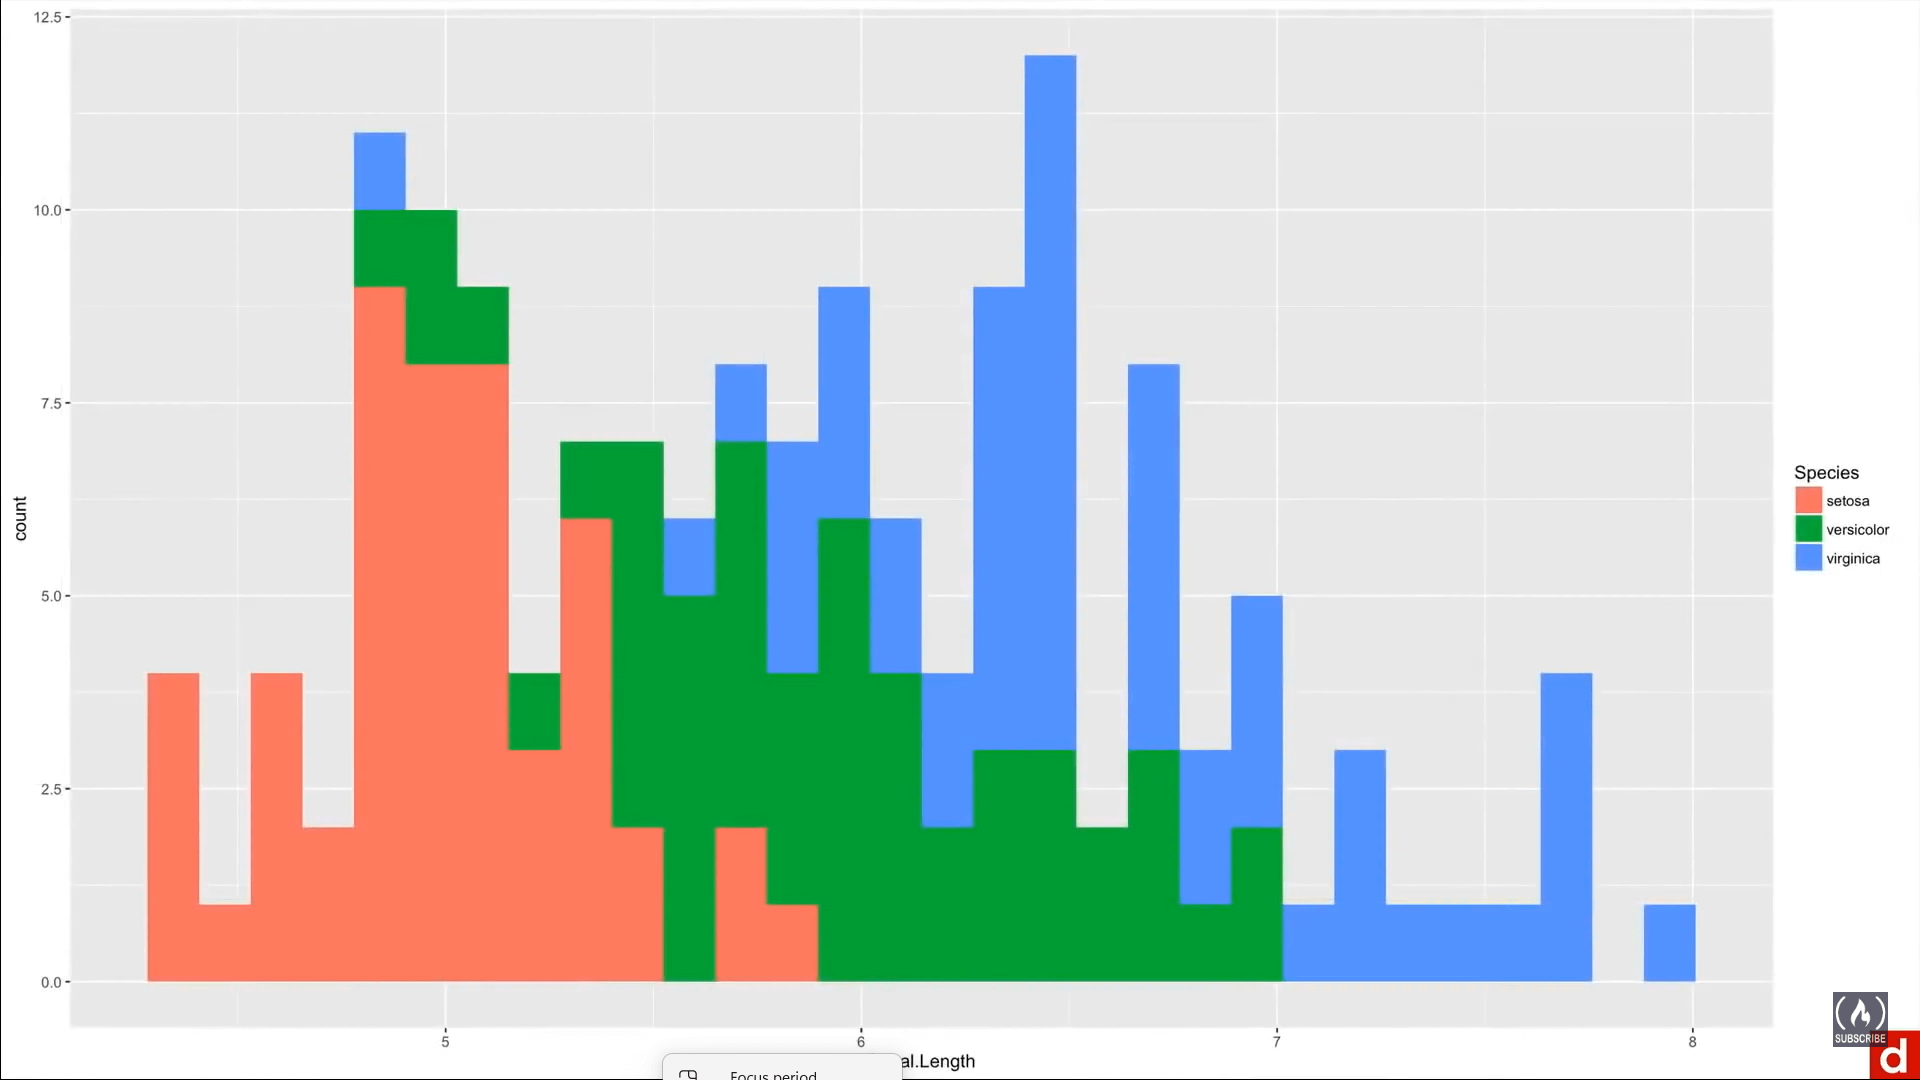 12.5
10.0
7.5
5.0
2.5
0.0
count
5
6
7
8
al.Length
Species
setosa
versicolor
virginica
Focus period
SUBSCRIBE
d